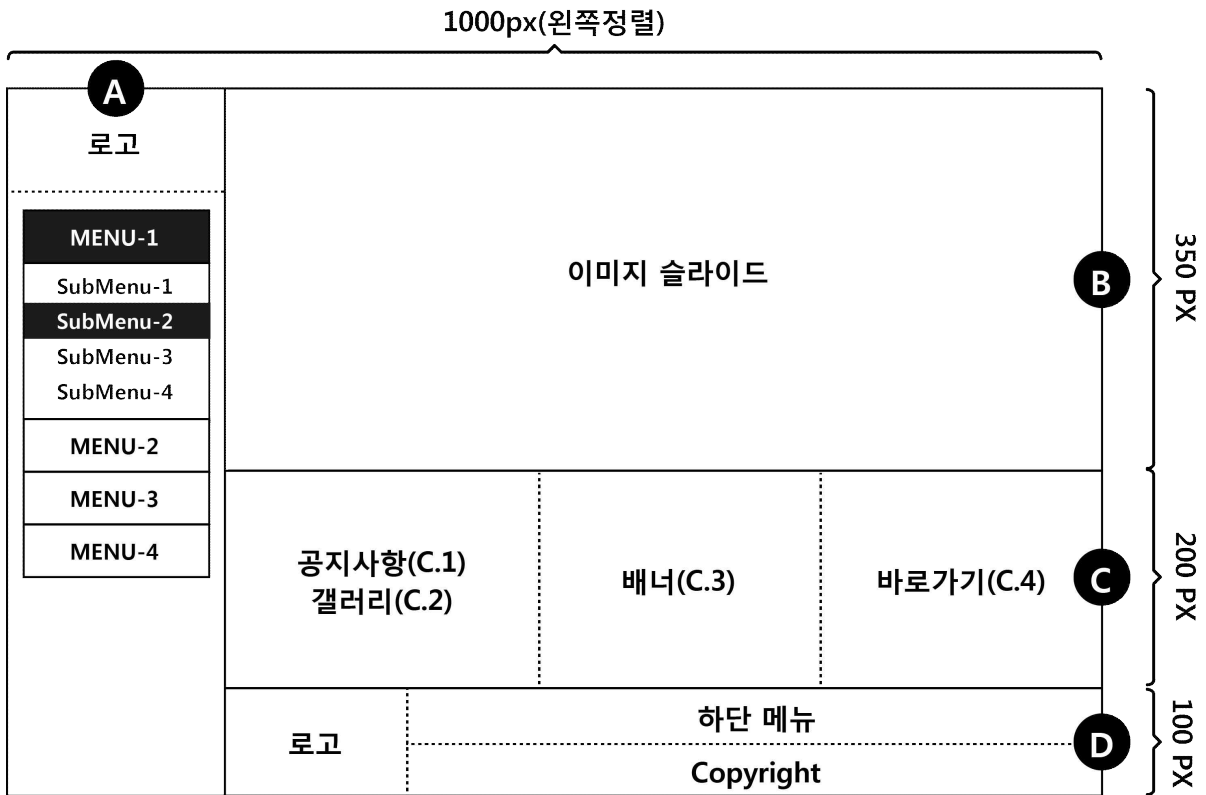 1000px(왼쪽정렬)
A
로고
MENU-1
SubMenu-1
SubMenu-2
SubMenu-3
SubMenu-4
MENU-2
MENU-3
MENU-4
이미지 슬라이드
B
350 PX
공지사항(C.1)
갤러리(C.2)
배너(C.3)
바로가기(C.4)
C
200 PX
로고
하단 메뉴
Copyright
D
100 PX